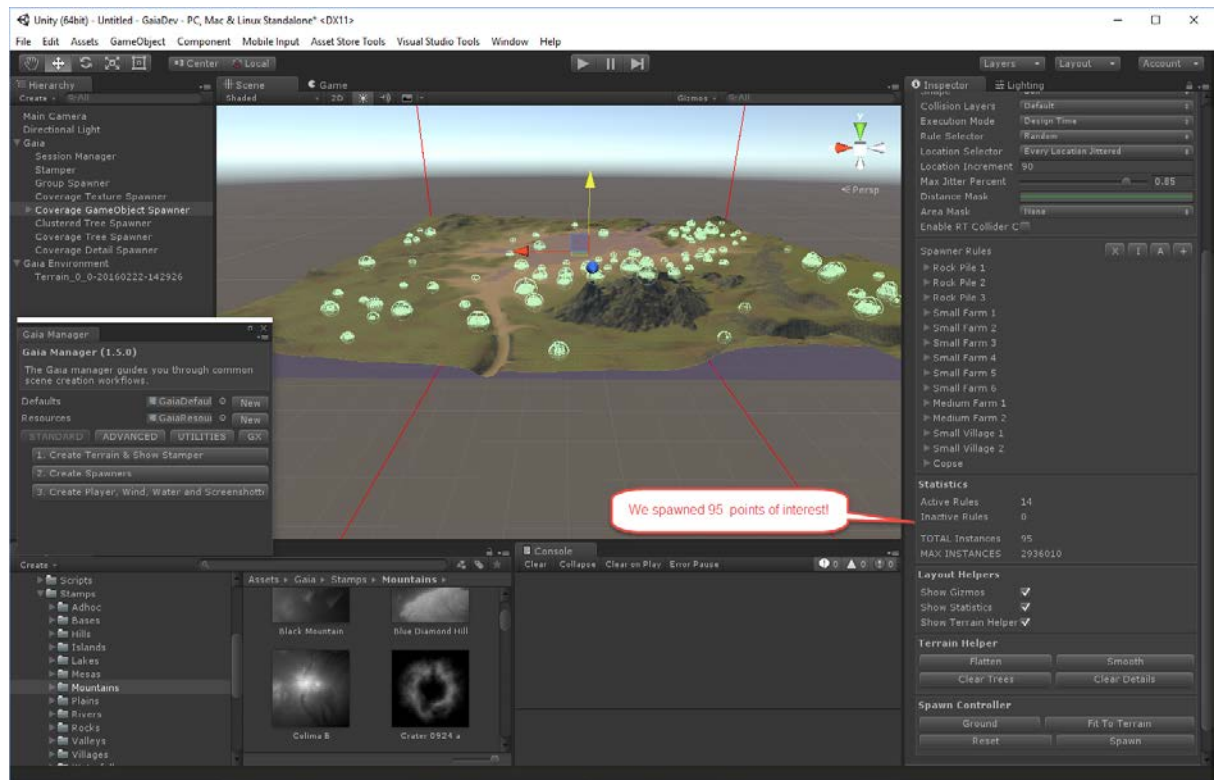 Unity (64bit) - Untitled - GaiaDev - PC, Mac & Linux Standalone* <DX11>
File Edit Assets GameObject Component Mobile Input Asset Store Tools Visual Studio Tools Window Help
Center Local
Layers Layout Account
Hierarchy
Create All
Main Camera
Directional Light
Gaia
Session Manager
Stamper
Group Spawner
Coverage Texture Spawner
Coverage GameObject Spawner
Clustered Tree Spawner
Coverage Tree Spawner
Coverage Detail Spawner
Gaia Environment
Terrain_0_0-20160222-142926
Scene Game
Shaded 2D Gizmos All
y
Persp
Gaia Manager
Gaia Manager (1.5.0)
The Gaia manager guides you through common
scene creation workflows.
Defaults GaiaDefaul New
Resources GaiaResoui New
STANDARD ADVANCED UTILITIES GX
1. Create Terrain & Show Stamper
2. Create Spawners
3. Create Player, Wind, Water and Screenshotte
We spawned 95 points of interest!
Create
Scripts
Stamps
Adhoc
Bases
Hills
Islands
Lakes
Mesas
Mountains
Plains
Rivers
Rocks
Valleys
Villages
Assets Gaia Stamps Mountains
Black Mountain Blue Diamond Hill
Culima B Crater 0924 a
Console
Clear Collapse Clear on Play Error Pause 0 0 0
Inspector Lighting
Collision Layers Default
Execution Mode Design Time
Rule Selector Random
Location Selector Every Location Jittered
Location Increment 90
Max Jitter Percent 0.85
Distance Mask
Area Mask None
Enable RT Collider C
Spawner Rules X I A +
Rock Pile 1
Rock Pile 2
Rock Pile 3
Small Farm 1
Small Farm 2
Small Farm 3
Small Farm 4
Small Farm 5
Small Farm 6
Medium Farm 1
Medium Farm 2
Small Village 1
Small Village 2
Copse
Statistics
Active Rules 14
Inactive Rules 0
TOTAL Instances 95
MAX INSTANCES 2936010
Layout Helpers
Show Gizmos
Show Statistics
Show Terrain Helper
Terrain Helper
Flatten Smooth
Clear Trees Clear Details
Spawn Controller
Ground Fit To Terrain
Reset Spawn